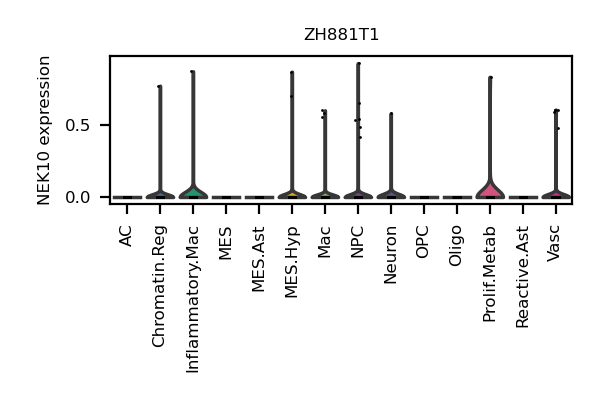 ZH881T1
NEK10 expression
0.5
0.0
AC
Chromatin.Reg
Inflammatory.Mac
MES
MES.Ast
MES.Hyp
Mac
NPC
Neuron
OPC
Oligo
Prolif.Metab
Reactive.Ast
Vasc